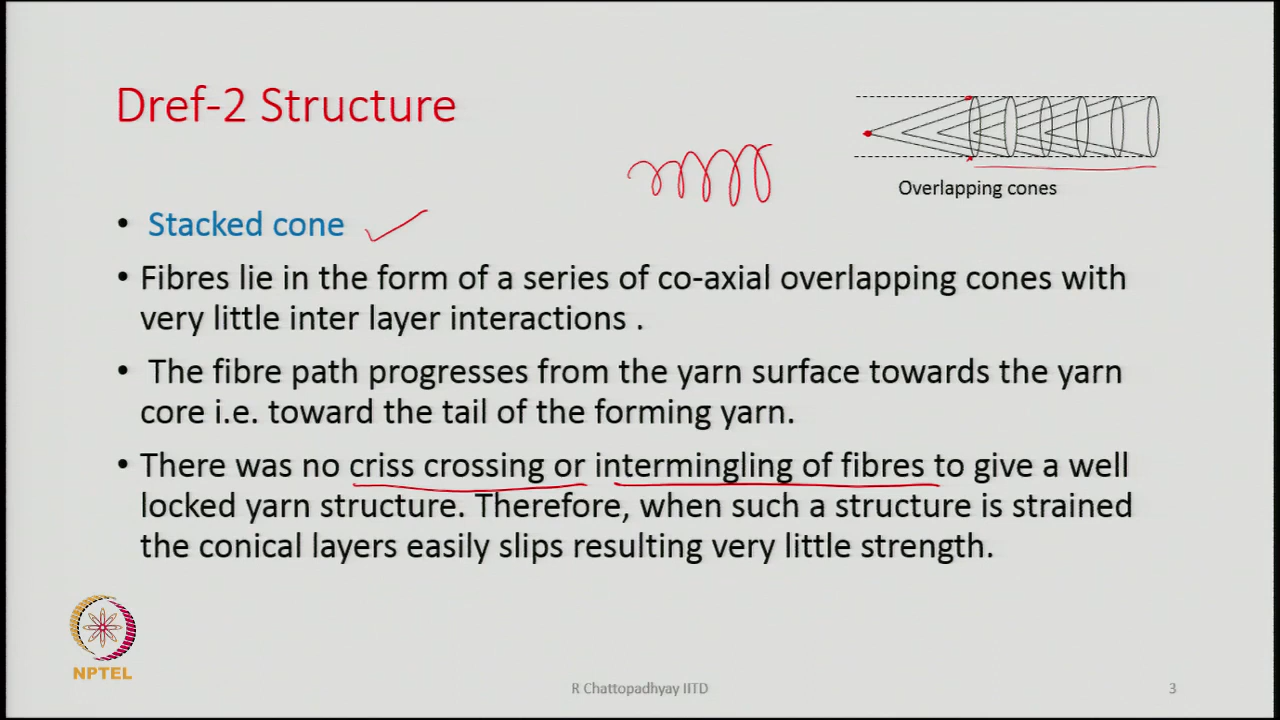 Dref-2 Structure
Overlapping cones
• Stacked cone
• Fibres lie in the form of a series of co-axial overlapping cones with
very little inter layer interactions .
• The fibre path progresses from the yarn surface towards the yarn
core i.e. toward the tail of the forming yarn.
• There was no criss crossing or intermingling of fibres to give a well
locked yarn structure. Therefore, when such a structure is strained
the conical layers easily slips resulting very little strength.
NPTEL
R Chattopadhyay IITD
3